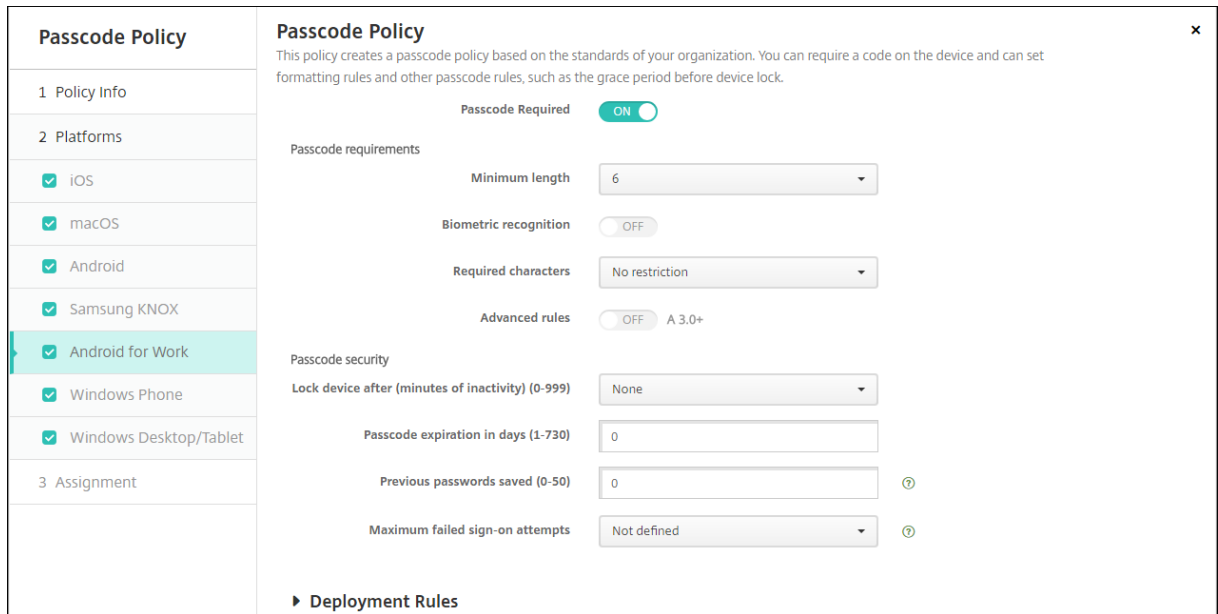 Passcode Policy
1 Policy Info
2 Platforms
iOS
macOS
Android
Samsung KNOX
Android for Work
Windows Phone
Windows Desktop/Tablet
3 Assignment
Passcode Policy
×
This policy creates a passcode policy based on the standards of your organization. You can require a code on the device and can set
formatting rules and other passcode rules, such as the grace period before device lock.
Passcode Required ON
Passcode requirements
Minimum length 6
Biometric recognition OFF
Required characters No restriction
Advanced rules OFF A 3.0+
Passcode security
Lock device after (minutes of inactivity) (0-999) None
Passcode expiration in days (1-730) 0
Previous passwords saved (0-50) 0 ?
Maximum failed sign-on attempts Not defined ?
Deployment Rules